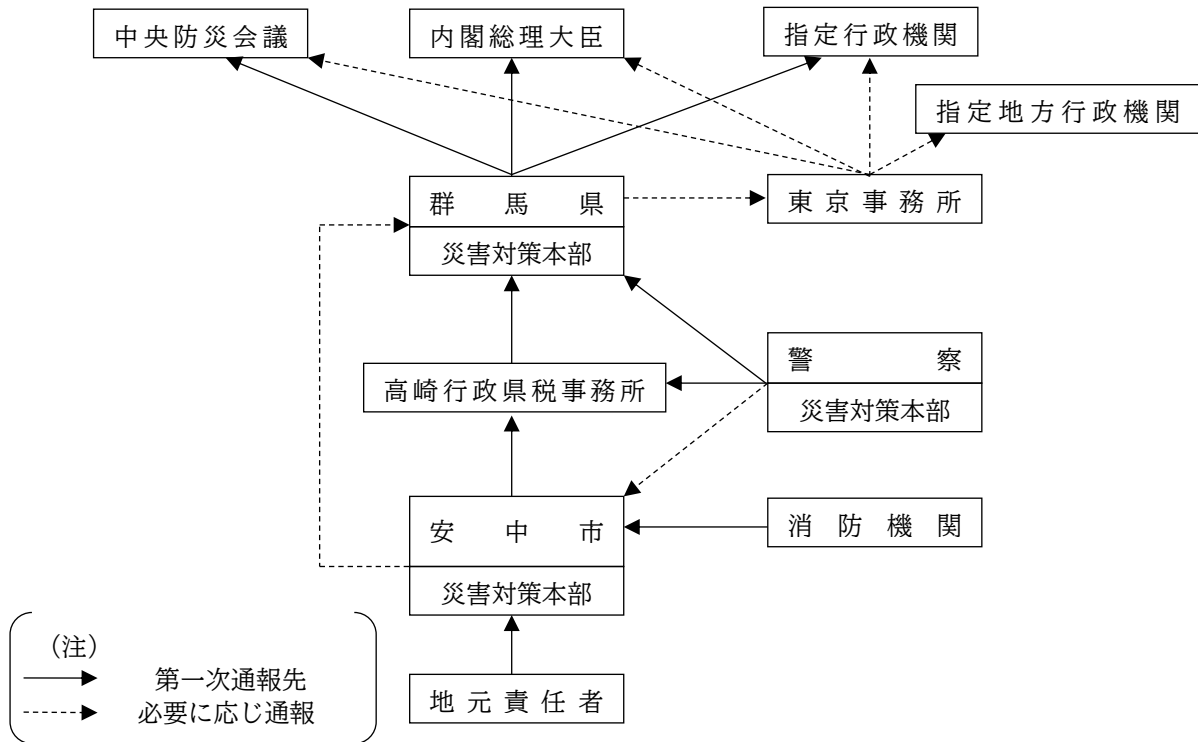 中央防災会議
内閣総理大臣
指定行政機関
指定地方行政機関
群馬県
災害対策本部
東京事務所
高崎行政県税事務所
警察
災害対策本部
安中市
災害対策本部
消防機関
地元責任者
（注）
第一次通報先
必要に応じ通報